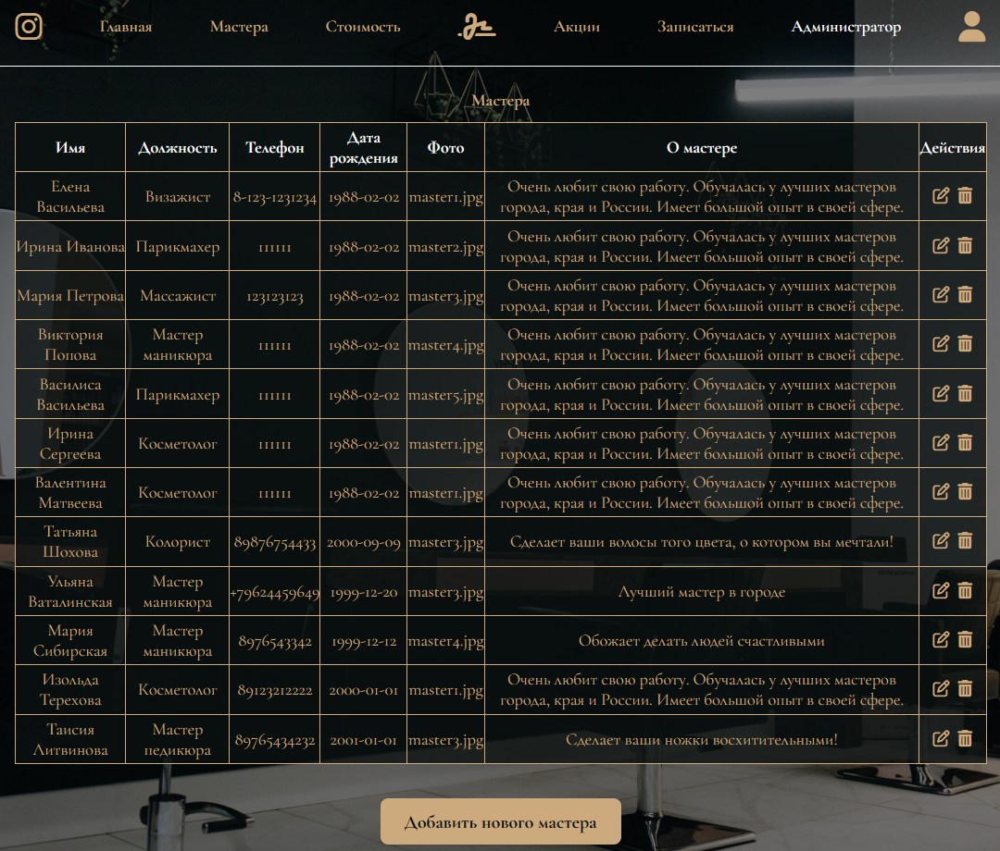 Главная Мастера Стоимость Акции Записаться Администратор
Мастера
Имя Должность Телефон Дата рождения Фото О мастере Действия
Елена Васильева Визажист 8-123-1231234 1988-02-02 master1.jpg Очень любит свою работу. Обучалась у лучших мастеров города, края и России. Имеет большой опыт в своей сфере.
Ирина Иванова Парикмахер 111111 1988-02-02 master2.jpg Очень любит свою работу. Обучалась у лучших мастеров города, края и России. Имеет большой опыт в своей сфере.
Мария Петрова Массажист 123123123 1988-02-02 master3.jpg Очень любит свою работу. Обучалась у лучших мастеров города, края и России. Имеет большой опыт в своей сфере.
Виктория Попова Мастер маникюра 111111 1988-02-02 master4.jpg Очень любит свою работу. Обучалась у лучших мастеров города, края и России. Имеет большой опыт в своей сфере.
Василиса Васильева Парикмахер 111111 1988-02-02 master5.jpg Очень любит свою работу. Обучалась у лучших мастеров города, края и России. Имеет большой опыт в своей сфере.
Ирина Сергеева Косметолог 111111 1988-02-02 master1.jpg Очень любит свою работу. Обучалась у лучших мастеров города, края и России. Имеет большой опыт в своей сфере.
Валентина Матвеева Косметолог 111111 1988-02-02 master1.jpg Очень любит свою работу. Обучалась у лучших мастеров города, края и России. Имеет большой опыт в своей сфере.
Татьяна Шохова Колорист 89876754433 2000-09-09 master3.jpg Сделает ваши волосы того цвета, о котором вы мечтали!
Ульяна Ваталинская Мастер маникюра +79624459649 1999-12-20 master3.jpg Лучший мастер в городе
Мария Сибирская Мастер маникюра 8976543342 1999-12-12 master4.jpg Обожает делать людей счастливыми
Изольда Терехова Косметолог 89123212222 2000-01-01 master1.jpg Очень любит свою работу. Обучалась у лучших мастеров города, края и России. Имеет большой опыт в своей сфере.
Таисия Литвинова Мастер педикюра 89765434232 2001-01-01 master3.jpg Сделает ваши ножки восхитительными!
Добавить нового мастера